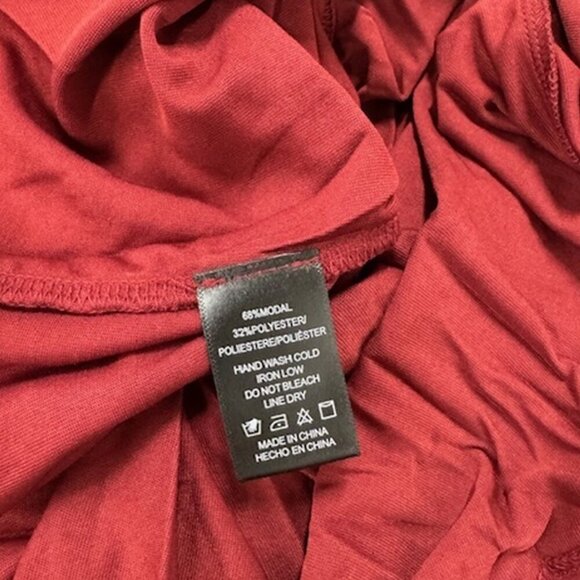 68%MODAL
32%POLYESTER/
POLIESTERE/POLIÉSTER
HAND WASH COLD
IRON LOW
DO NOT BLEACH
LINE DRY
MADE IN CHINA
HECHO EN CHINA